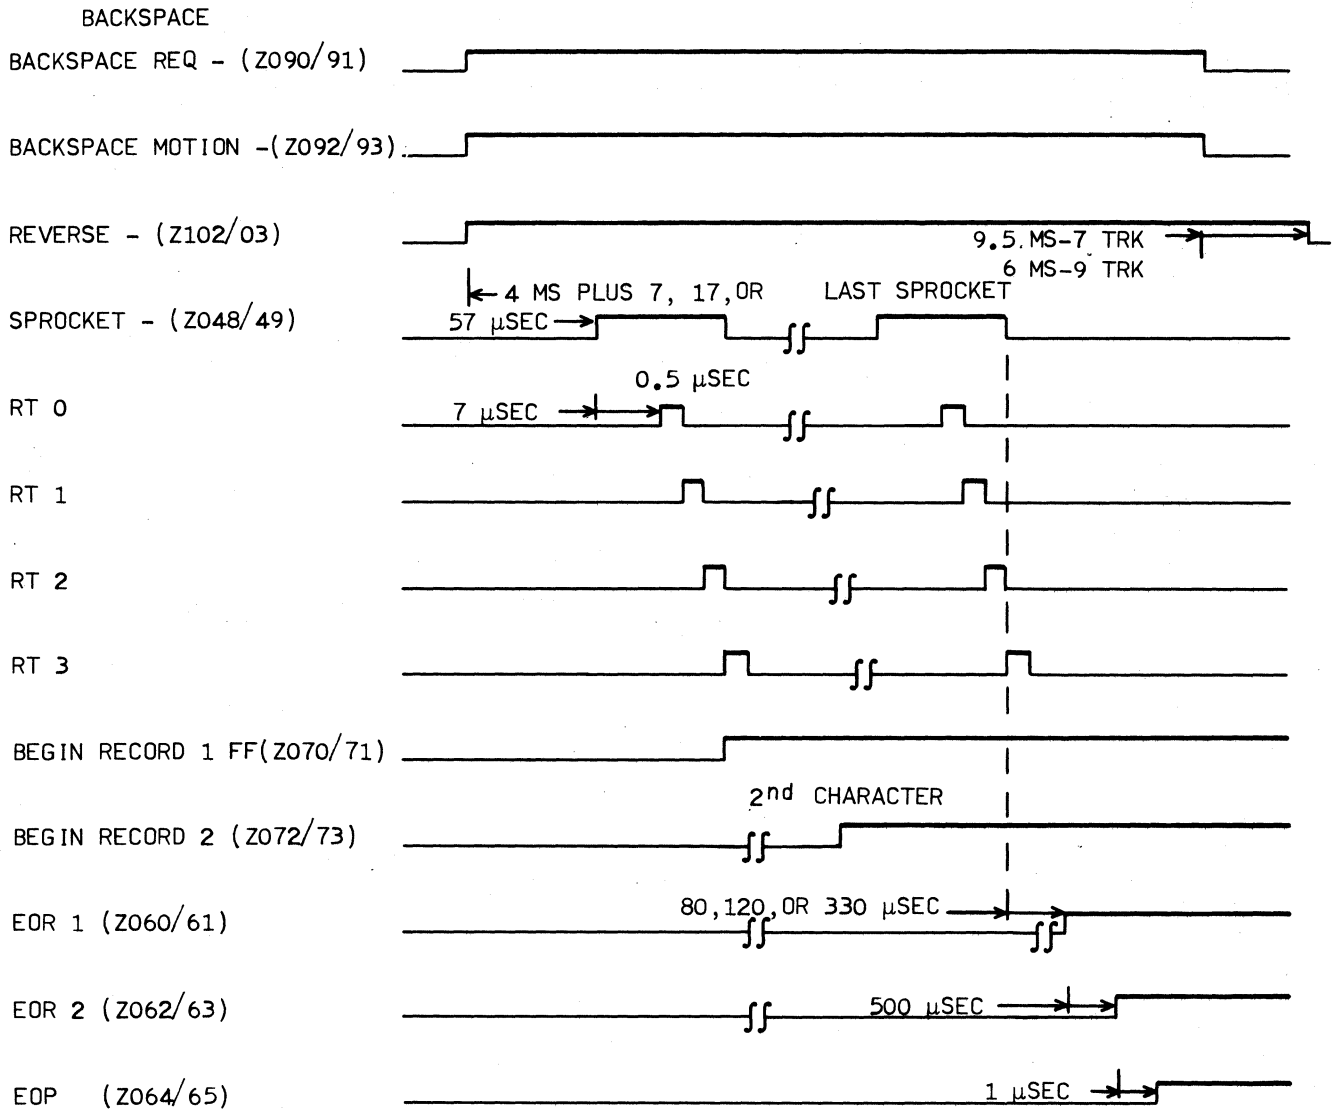 BACKSPACE
BACKSPACE REQ - (Z090/91)
BACKSPACE MOTION -(Z092/93)
REVERSE - (Z102/03)
9.5 MS-7 TRK
6 MS-9 TRK
4 MS PLUS 7, 17, OR
LAST SPROCKET
SPROCKET - (Z048/49)
57 µSEC
0.5 µSEC
RT 0
7 µSEC
RT 1
RT 2
RT 3
BEGIN RECORD 1 FF(Z070/71)
2nd CHARACTER
BEGIN RECORD 2 (Z072/73)
80,120, OR 330 µSEC
EOR 1 (Z060/61)
EOR 2 (Z062/63)
500 µSEC
EOP (Z064/65)
1 µSEC